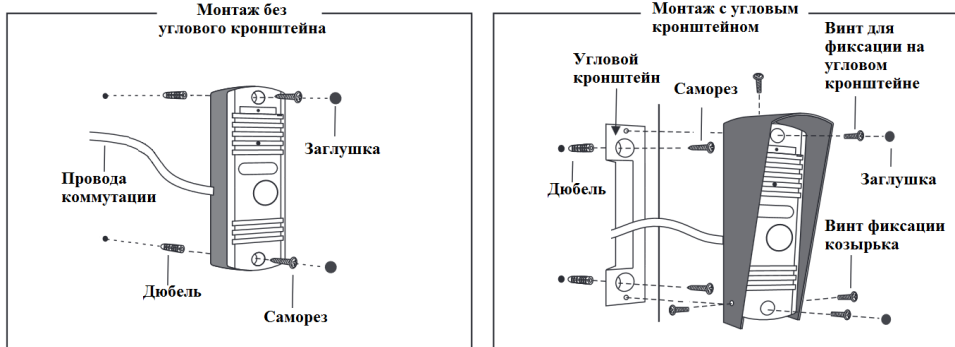 Монтаж без
углового кронштейна
Заглушка
Провода
коммутации
Дюбель
Саморез
Монтаж с угловым
кронштейном
Винт для
фиксации на
угловом
кронштейне
Угловой
кронштейн
Саморез
Дюбель
Заглушка
Винт фиксации
козырька